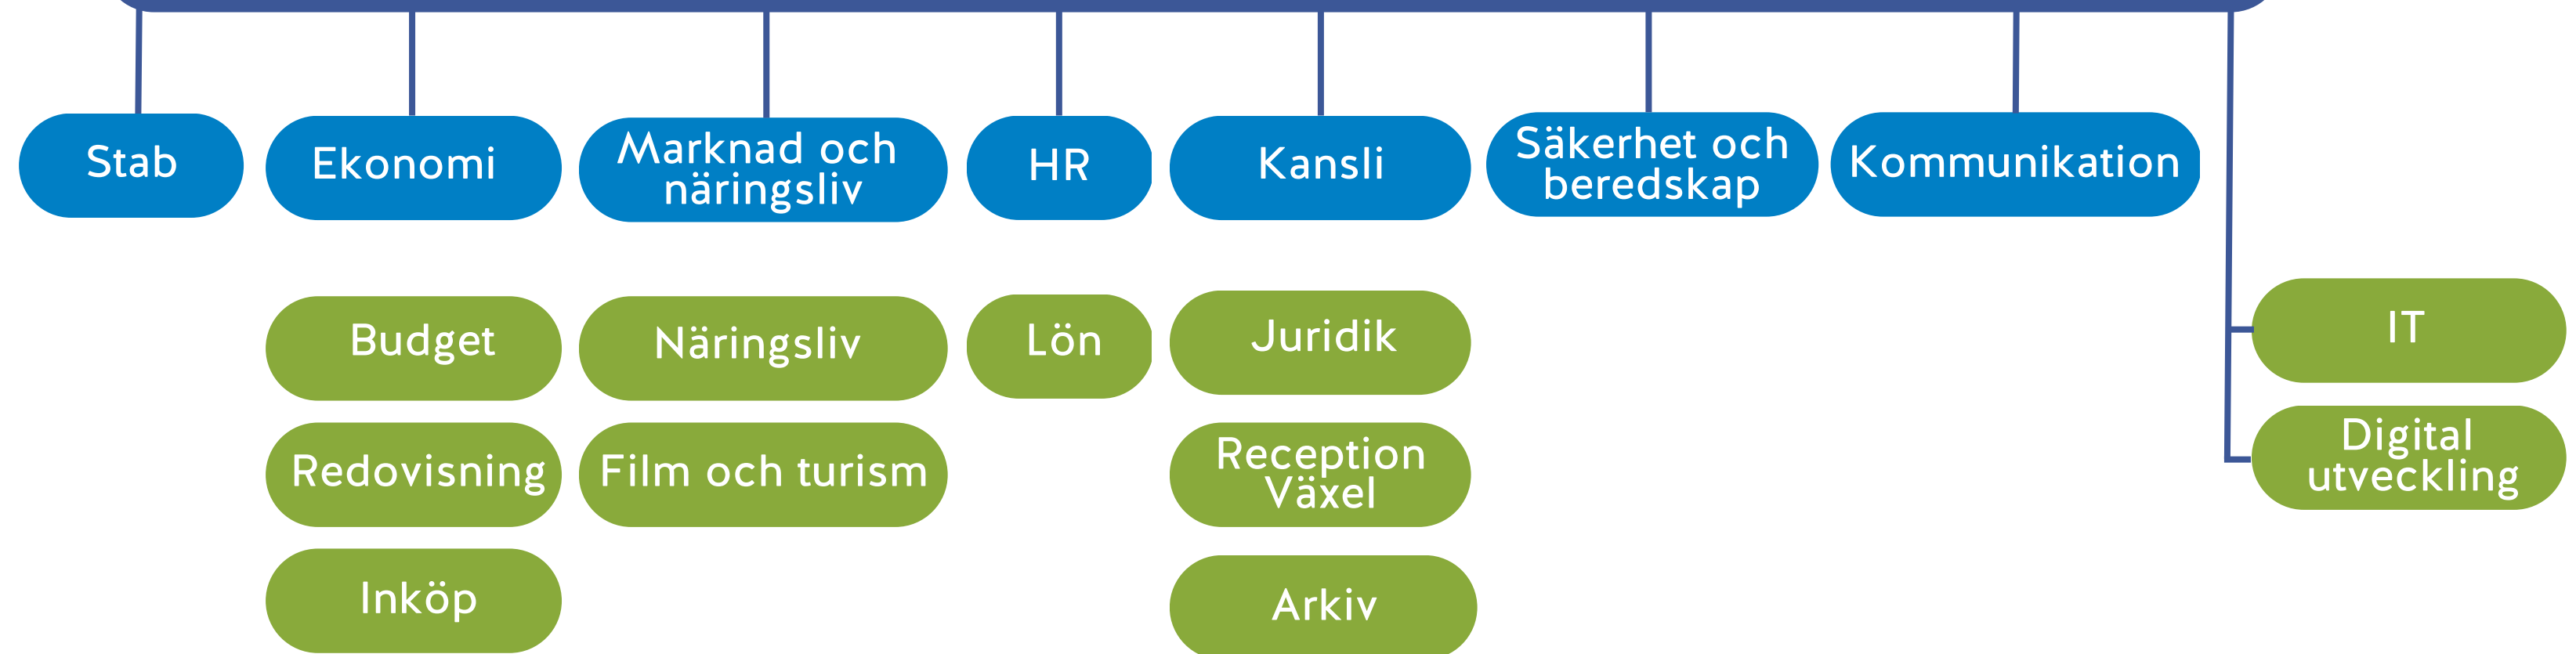 Stab
Ekonomi
Marknad och
näringsliv
HR
Kansli
Säkerhet och
beredskap
Kommunikation
Budget
Näringsliv
Lön
Juridik
IT
Redovisning
Film och turism
Reception
Växel
Digital
utveckling
Inköp
Arkiv